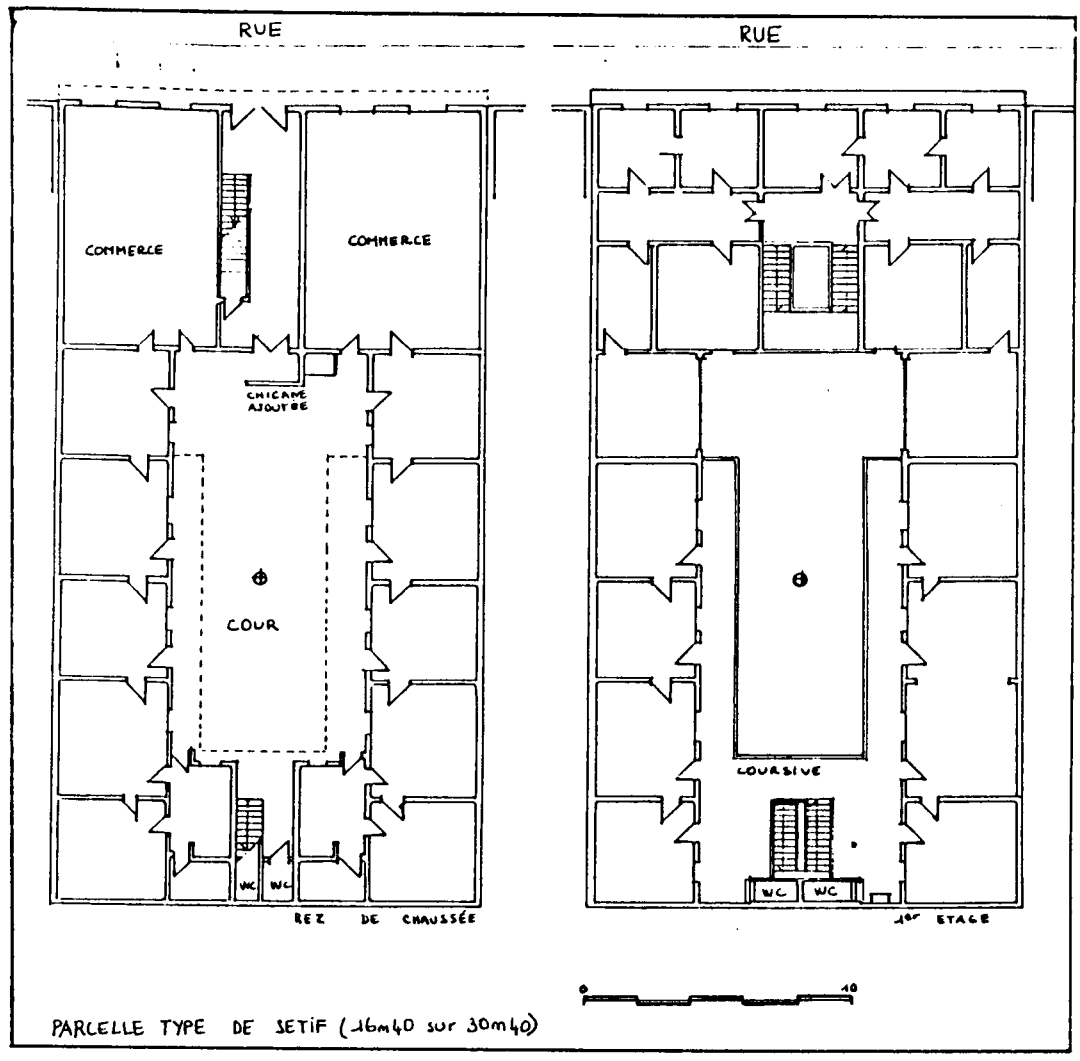 RUE
RUE
COMMERCE
COMMERCE
CHICANE
AJOUTEE
COUR
COURSIVE
WC
WC
WC
WC
REZ DE CHAUSSÉE
1er ETAGE
0
10
PARCELLE TYPE DE SETIF (16m40 sur 30m40)